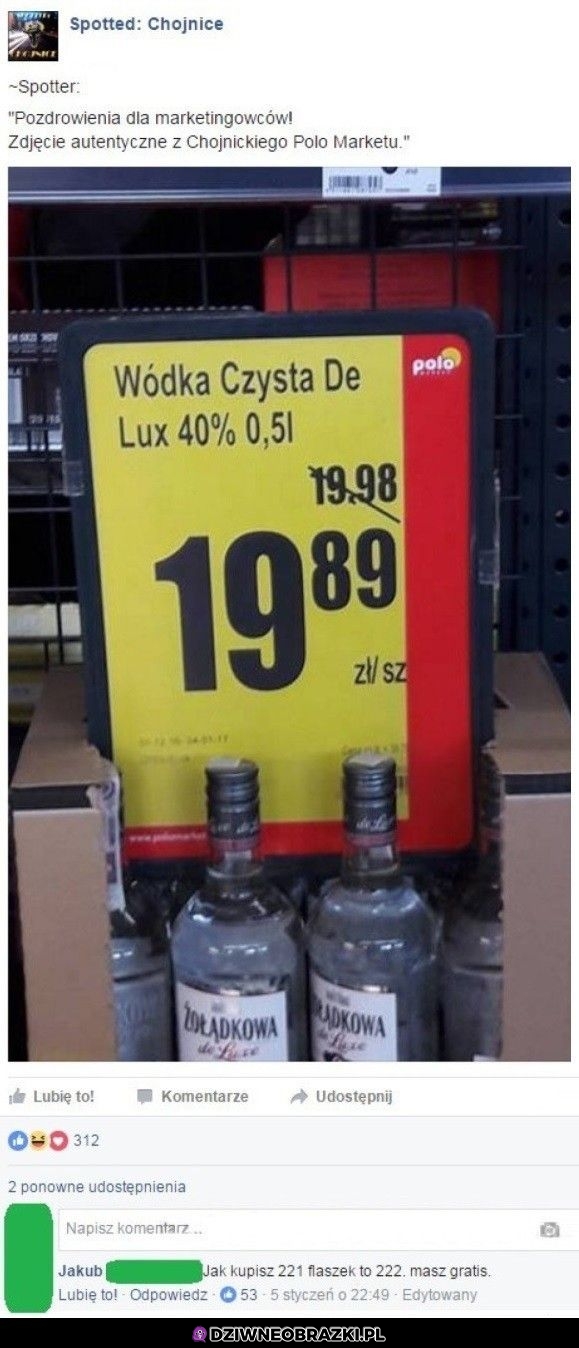 Spotted: Chojnice
~Spotter:
"Pozdrowienia dla marketingowców!
Zdjęcie autentyczne z Chojnickiego Polo Marketu."
polo
Wódka Czysta De
Lux 40% 0,5l
19.98
19 89
zł/sz
ŻOŁĄDKOWA
de Luxe
ŁĄDKOWA
de Luxe
Lubię to! Komentarze Udostępnij
312
2 ponowne udostępnienia
Napisz komentarz...
Jakub Jak kupisz 221 flaszek to 222. masz gratis.
Lubię to! · Odpowiedz · 53 · 5 styczeń o 22:49 · Edytowany
DZIWNEOBRAZKI.PL